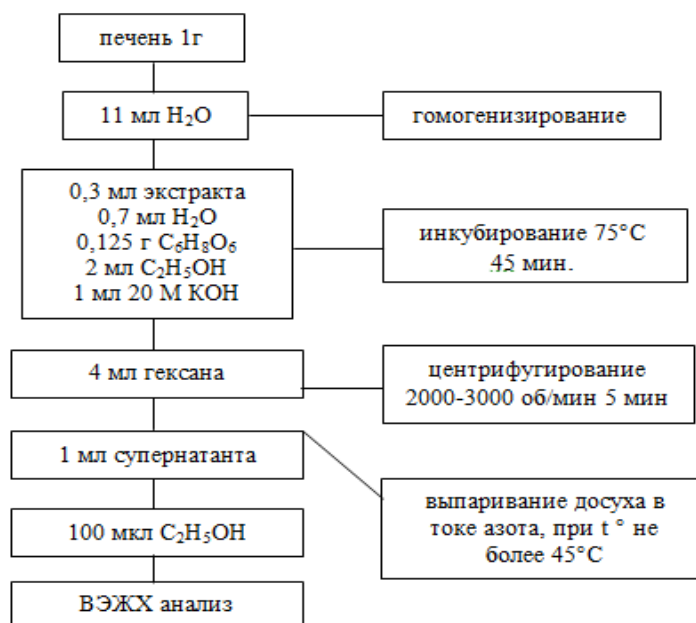 печень 1г
11 мл H₂O
гомогенизирование
0,3 мл экстракта
0,7 мл H₂O
0,125 г C₆H₈O₆
2 мл C₂H₅OH
1 мл 20 М КОН
инкубирование 75°C
45 мин.
4 мл гексана
центрифугирование
2000-3000 об/мин 5 мин
1 мл супернатанта
выпаривание досуха в
токе азота, при t ° не
более 45°C
100 мкл C₂H₅OH
ВЭЖХ анализ